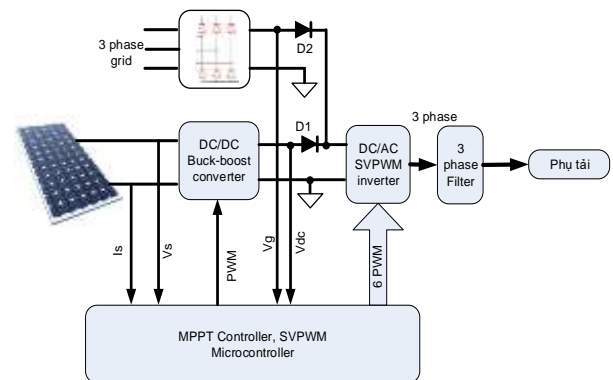 3 phase
grid
D2
D1
DC/DC
Buck-boost
converter
DC/AC
SVPWM
inverter
3 phase
3
phase
Filter
Phụ tải
Is
Vs
PWM
Vg
Vdc
6 PWM
MPPT Controller, SVPWM
Microcontroller